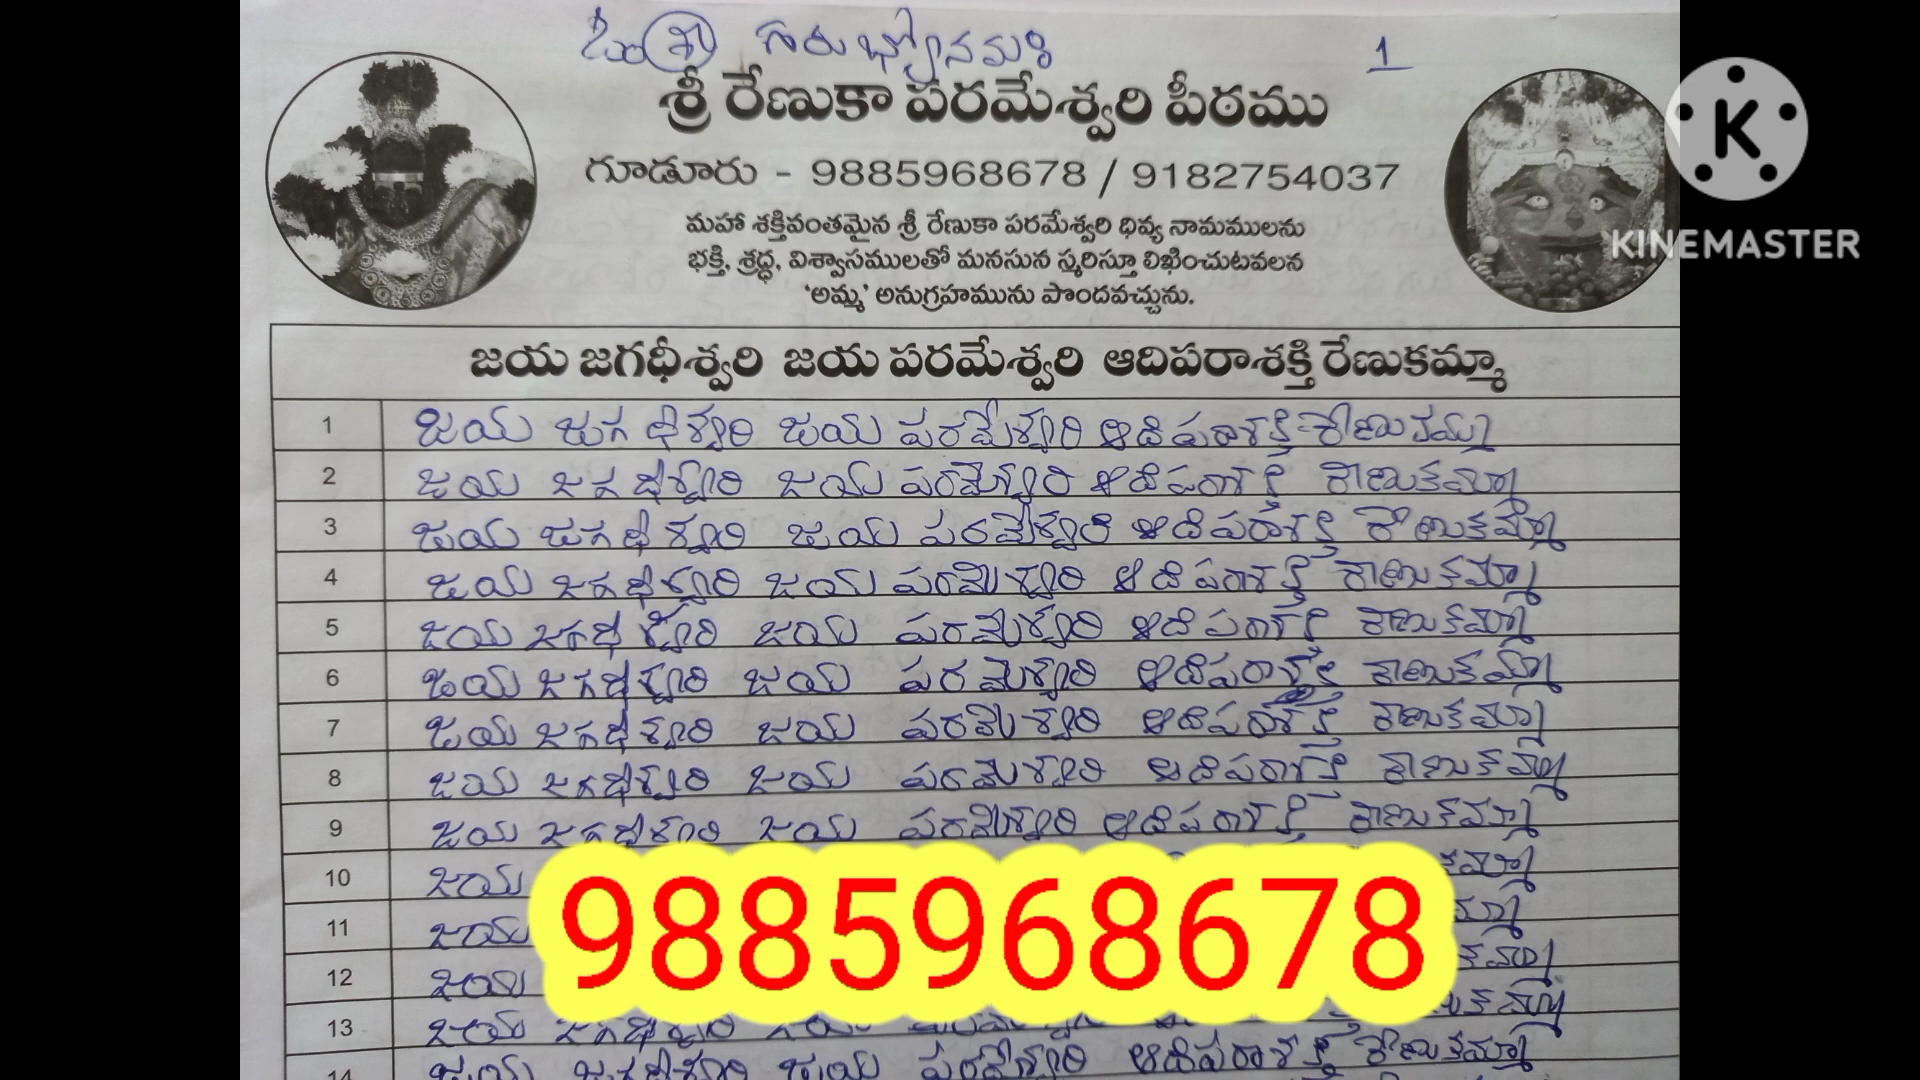 ఓం శ్రీ గురుభ్యోనమః 1
శ్రీ రేణుకా పరమేశ్వరి పీఠము
గూడూరు - 9885968678 / 9182754037
మహా శక్తివంతమైన శ్రీ రేణుకా పరమేశ్వరి ధివ్య నామములను
భక్తి, శ్రద్ధ, విశ్వాసములతో మనసున స్మరిస్తూ లిఖించుటవలన
'అమ్మ' అనుగ్రహమును పొందవచ్చును.
KINEMASTER
జయ జగధీశ్వరి జయ పరమేశ్వరి ఆదిపరాశక్తి రేణుకమ్మా
1 జయ జగధీశ్వరి జయ పరమేశ్వరి ఆదిపరాశక్తి రేణుకమ్మా
2 జయ జగధీశ్వరి జయ పరమేశ్వరి ఆదిపరాశక్తి రేణుకమ్మా
3 జయ జగధీశ్వరి జయ పరమేశ్వరి ఆదిపరాశక్తి రేణుకమ్మా
4 జయ జగధీశ్వరి జయ పరమేశ్వరి ఆదిపరాశక్తి రేణుకమ్మా
5 జయ జగధీశ్వరి జయ పరమేశ్వరి ఆదిపరాశక్తి రేణుకమ్మా
6 జయ జగధీశ్వరి జయ పరమేశ్వరి ఆదిపరాశక్తి రేణుకమ్మా
7 జయ జగధీశ్వరి జయ పరమేశ్వరి ఆదిపరాశక్తి రేణుకమ్మా
8 జయ జగధీశ్వరి జయ పరమేశ్వరి ఆదిపరాశక్తి రేణుకమ్మా
9 జయ జగధీశ్వరి జయ పరమేశ్వరి ఆదిపరాశక్తి రేణుకమ్మా
10 జయ
11 జయ
9885968678
12 జయ
13 జయ జగధీశ్వరి
14 జయ జగధీశ్వరి జయ పరమేశ్వరి ఆదిపరాశక్తి రేణుకమ్మా